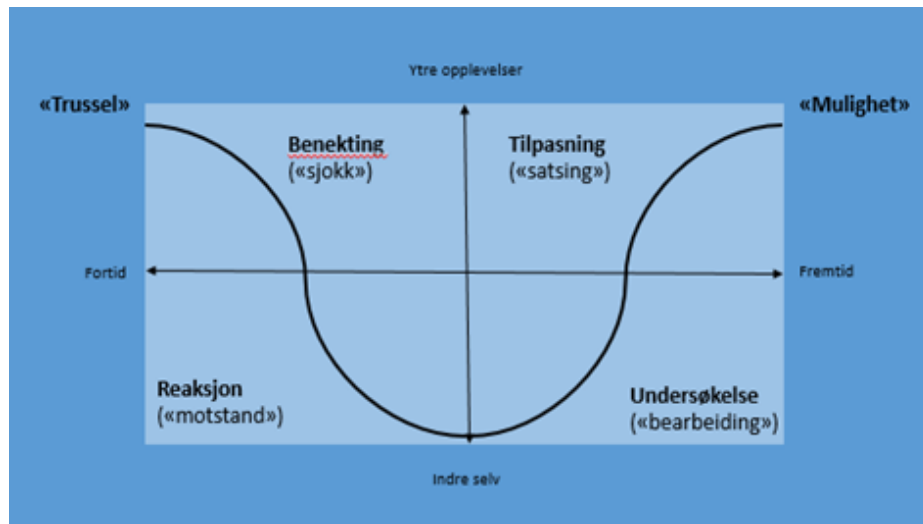 Ytre opplevelser
«Trussel»
«Mulighet»
Benekting
(«sjokk»)
Tilpasning
(«satsing»)
Fortid
Fremtid
Reaksjon
(«motstand»)
Undersøkelse
(«bearbeiding»)
Indre selv